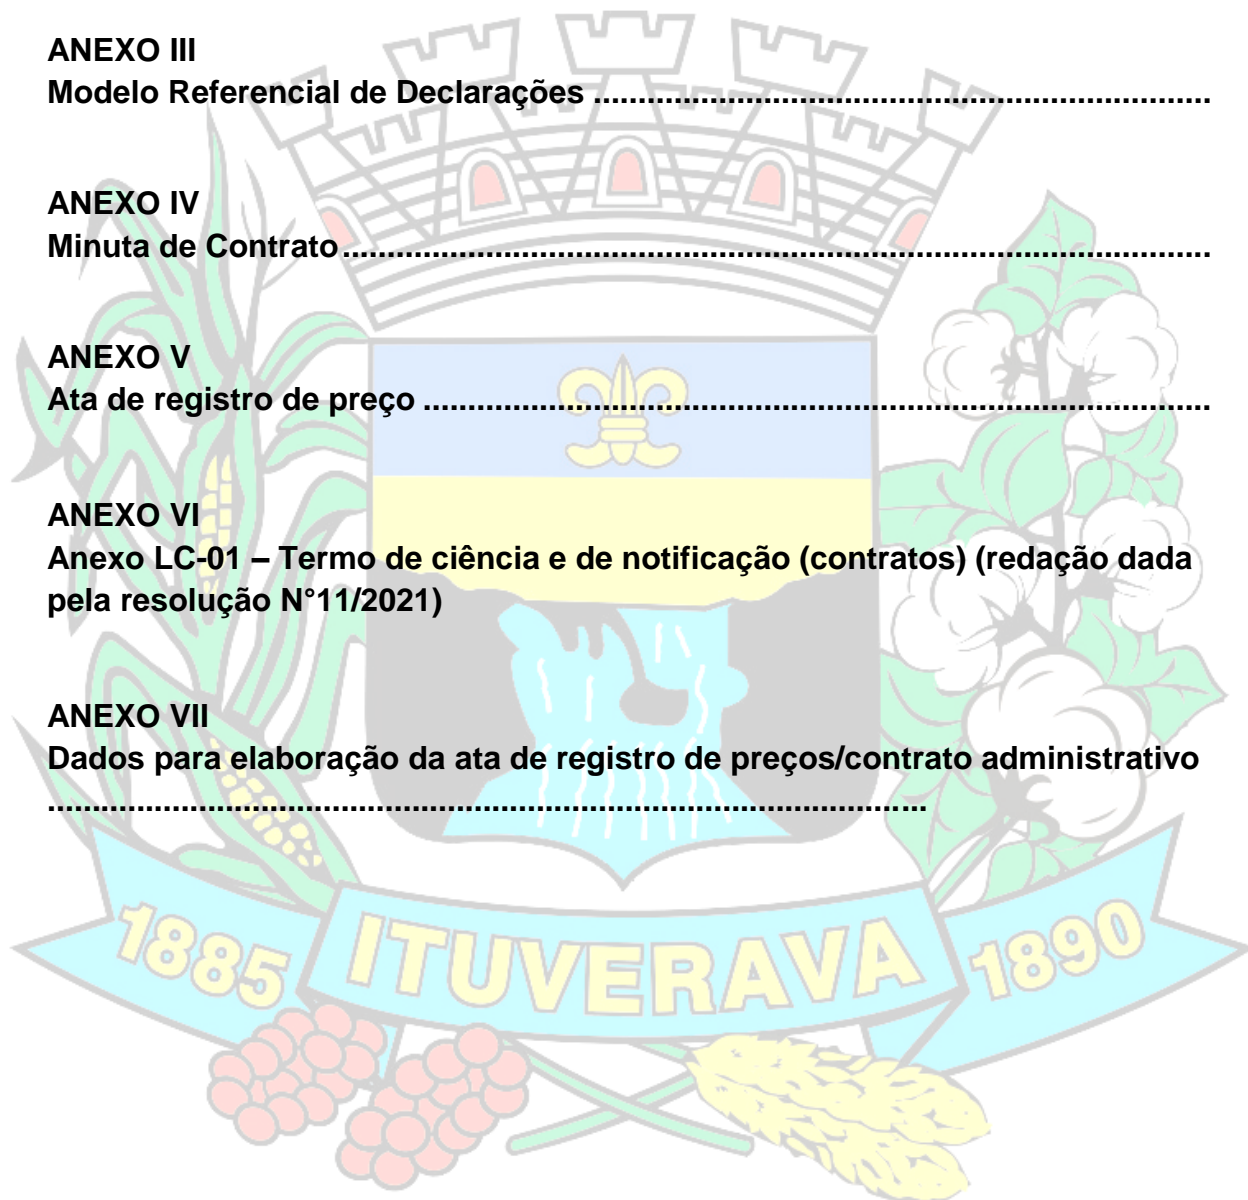 ANEXO III
Modelo Referencial de Declarações ......................................................................
ANEXO IV
Minuta de Contrato ..................................................................................................
ANEXO V
Ata de registro de preço .........................................................................................
ANEXO VI
Anexo LC-01 – Termo de ciência e de notificação (contratos) (redação dada
pela resolução N°11/2021)
ANEXO VII
Dados para elaboração da ata de registro de preços/contrato administrativo
....................................................................................................
1885 ITUVERAVA 1890